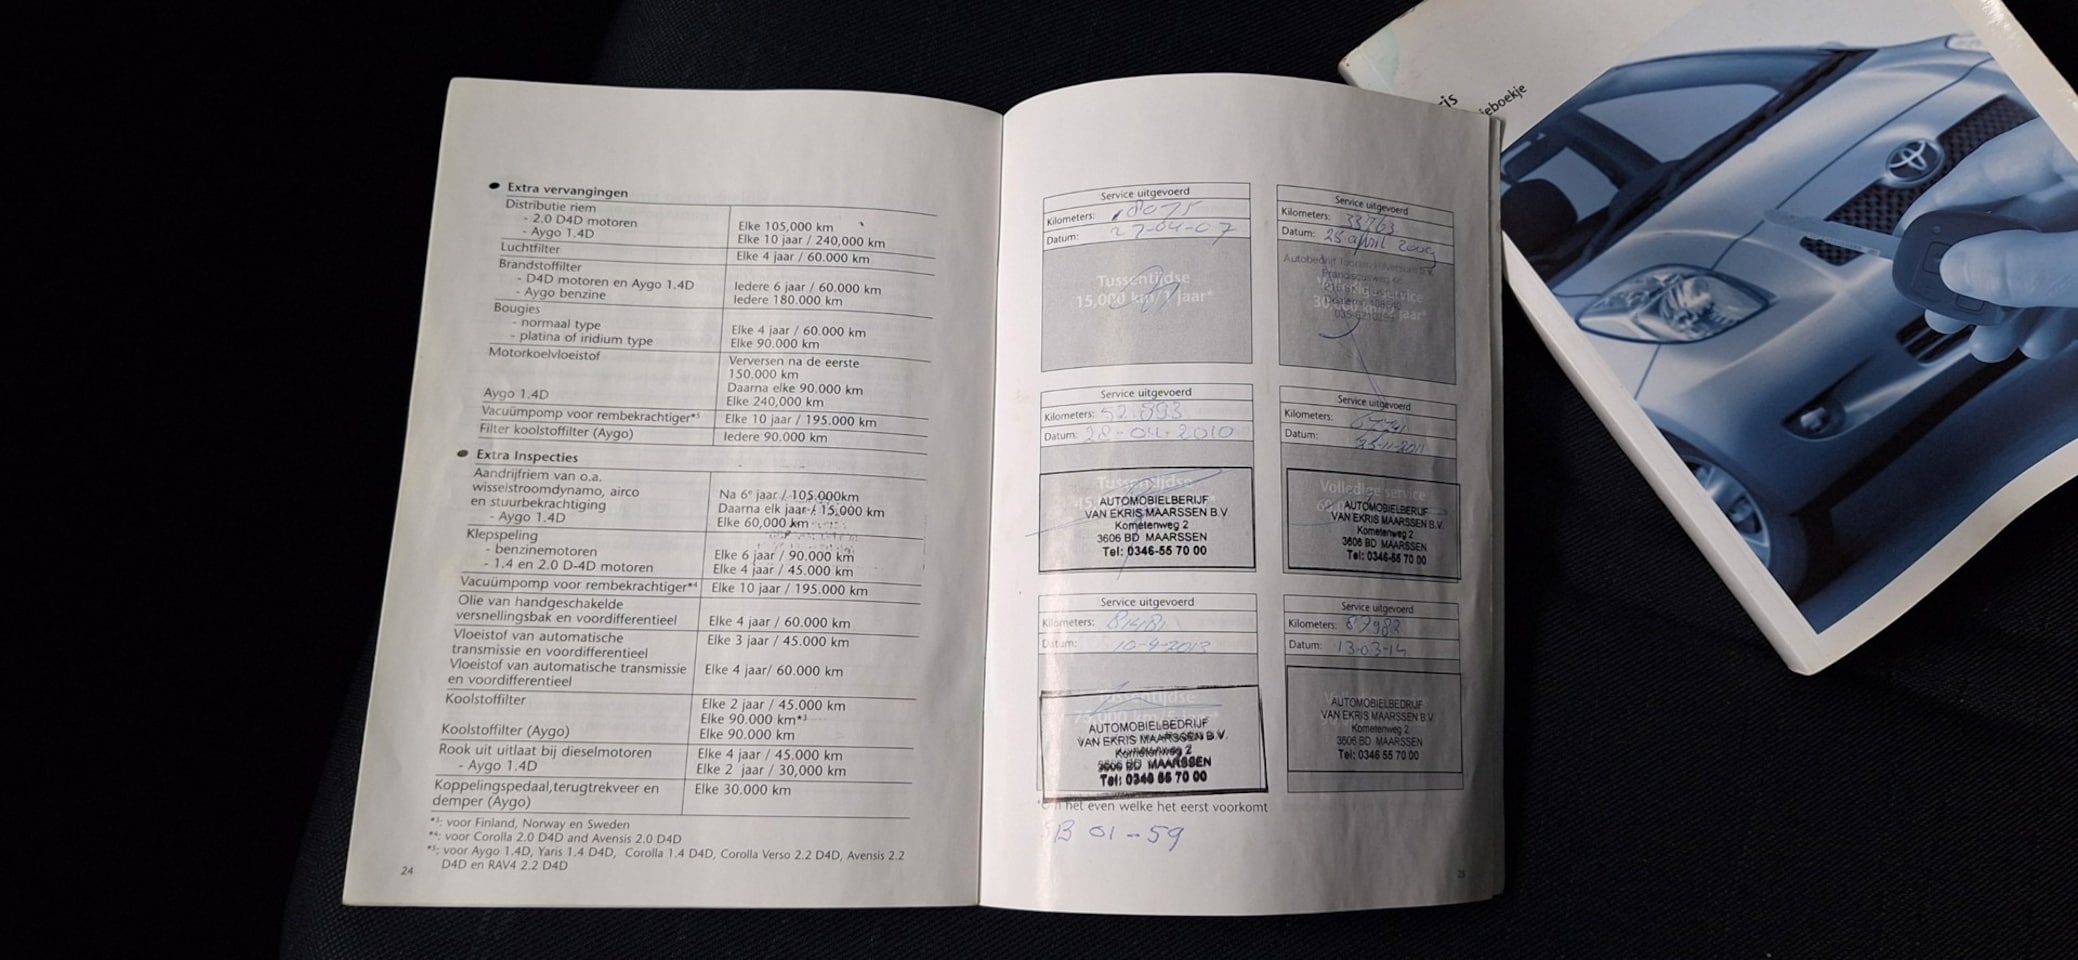 Extra vervangingen
Distributie riem
- 2.0 D4D motoren Elke 105,000 km
- Aygo 1.4D Elke 10 jaar / 240,000 km
Luchtfilter Elke 4 jaar / 60.000 km
Brandstoffilter
- D4D motoren en Aygo 1.4D Iedere 6 jaar / 60.000 km
- Aygo benzine Iedere 180.000 km
Bougies
- normaal type Elke 4 jaar / 60.000 km
- platina of iridium type Elke 90.000 km
Motorkoelvloeistof Verversen na de eerste
150.000 km
Daarna elke 90.000 km
Aygo 1.4D Elke 240,000 km
Vacuümpomp voor rembekrachtiger*⁵ Elke 10 jaar / 195.000 km
Filter koolstoffilter (Aygo) Iedere 90.000 km
Extra Inspecties
Aandrijfriem van o.a.
wisselstroomdynamo, airco Na 6e jaar / 105.000km
en stuurbekrachtiging Daarna elk jaar / 15,000 km
- Aygo 1.4D Elke 60,000 km
Klepspeling
- benzinemotoren Elke 6 jaar / 90.000 km
- 1.4 en 2.0 D-4D motoren Elke 4 jaar / 45.000 km
Vacuümpomp voor rembekrachtiger*⁴ Elke 10 jaar / 195.000 km
Olie van handgeschakelde
versnellingsbak en voordifferentieel Elke 4 jaar / 60.000 km
Vloeistof van automatische Elke 3 jaar / 45.000 km
transmissie en voordifferentieel
Vloeistof van automatische transmissie Elke 4 jaar/ 60.000 km
en voordifferentieel
Koolstoffilter Elke 2 jaar / 45.000 km
Elke 90.000 km*³
Koolstoffilter (Aygo) Elke 90.000 km
Rook uit uitlaat bij dieselmotoren Elke 4 jaar / 45.000 km
- Aygo 1.4D Elke 2 jaar / 30,000 km
Koppelingspedaal,terugtrekveer en Elke 30.000 km
demper (Aygo)
*³: voor Finland, Norway en Sweden
*⁴: voor Corolla 2.0 D4D and Avensis 2.0 D4D
*⁵: voor Aygo 1.4D, Yaris 1.4 D4D, Corolla 1.4 D4D, Corolla Verso 2.2 D4D, Avensis 2.2
D4D en RAV4 2.2 D4D
24
Service uitgevoerd
Kilometers: 18075
Datum: 27-04-07
Tussentijdse
15,000 km/1 jaar*
Service uitgevoerd
Kilometers: 33763
Datum: 25 april
Service uitgevoerd
Kilometers: 52.593
Datum: 28-04-2010
Tussentijdse
AUTOMOBIELBERIJF
VAN EKRIS MAARSSEN B.V.
Kometenweg 2
3606 BD MAARSSEN
Tel: 0346-55 70 00
Service uitgevoerd
Kilometers:
Datum: 25-11-2011
Volledige service
AUTOMOBIELBERIJF
VAN EKRIS MAARSSEN B.V.
Kometenweg 2
3606 BD MAARSSEN
Tel: 0346-55 70 00
Service uitgevoerd
Kilometers: 81481
Datum: 10-4-2013
Tussentijdse
AUTOMOBIELBEDRIJF
VAN EKRIS MAARSSEN B.V.
Kometenweg 2
3606 BD MAARSSEN
Tel: 0346 55 70 00
Service uitgevoerd
Kilometers: 87983
Datum: 13-03-14
AUTOMOBIELBEDRIJF
VAN EKRIS MAARSSEN B.V.
Kometenweg 2
3606 BD MAARSSEN
Tel: 0346 55 70 00
het even welke het eerst voorkomt
B 01-59
25